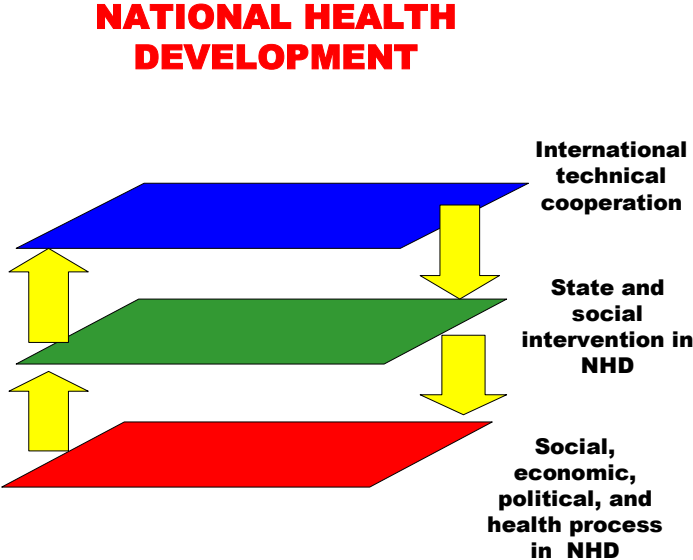 NATIONAL HEALTH
DEVELOPMENT
International
technical
cooperation
State and
social
intervention in
NHD
Social,
economic,
political, and
health process
in NHD